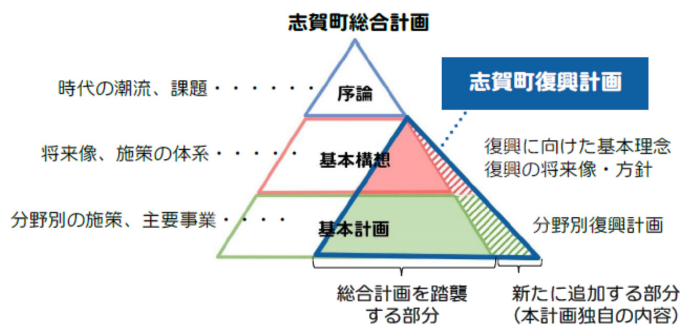 志賀町総合計画
時代の潮流、課題・・・・・・
序論
志賀町復興計画
将来像、施策の体系・・・・・
基本構想
復興に向けた基本理念
復興の将来像・方針
分野別の施策、主要事業・・・・
基本計画
分野別復興計画
総合計画を踏襲
する部分
新たに追加する部分
(本計画独自の内容)